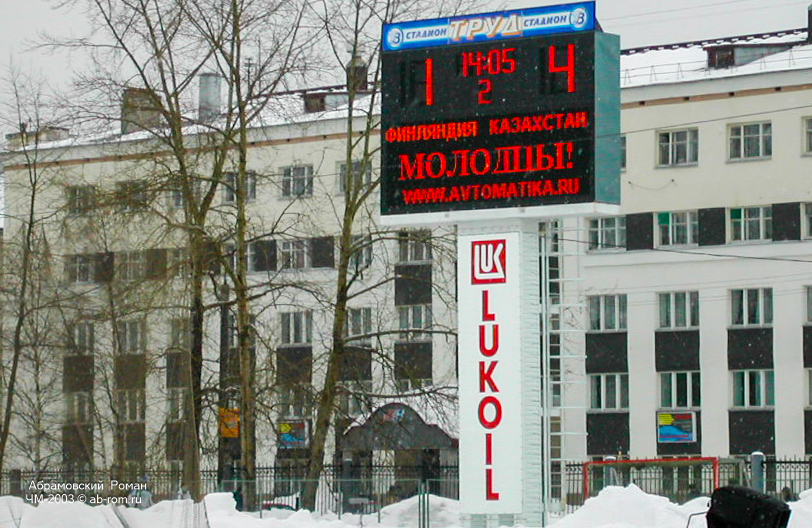 СТАДИОН ТРУД СТАДИОН
1 14:05 4
2
ФИНЛЯНДИЯ КАЗАХСТАН
МОЛОДЦЫ!
WWW.AVTOMATIKA.RU
LUK
LUKOIL
Абрамовский Роман
ЧМ-2003 © ab-rom.ru